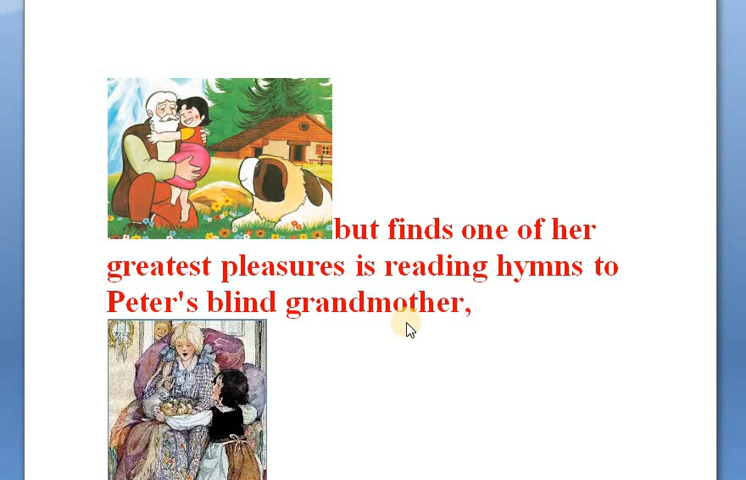 but finds one of her
greatest pleasures is reading hymns to
Peter's blind grandmother,